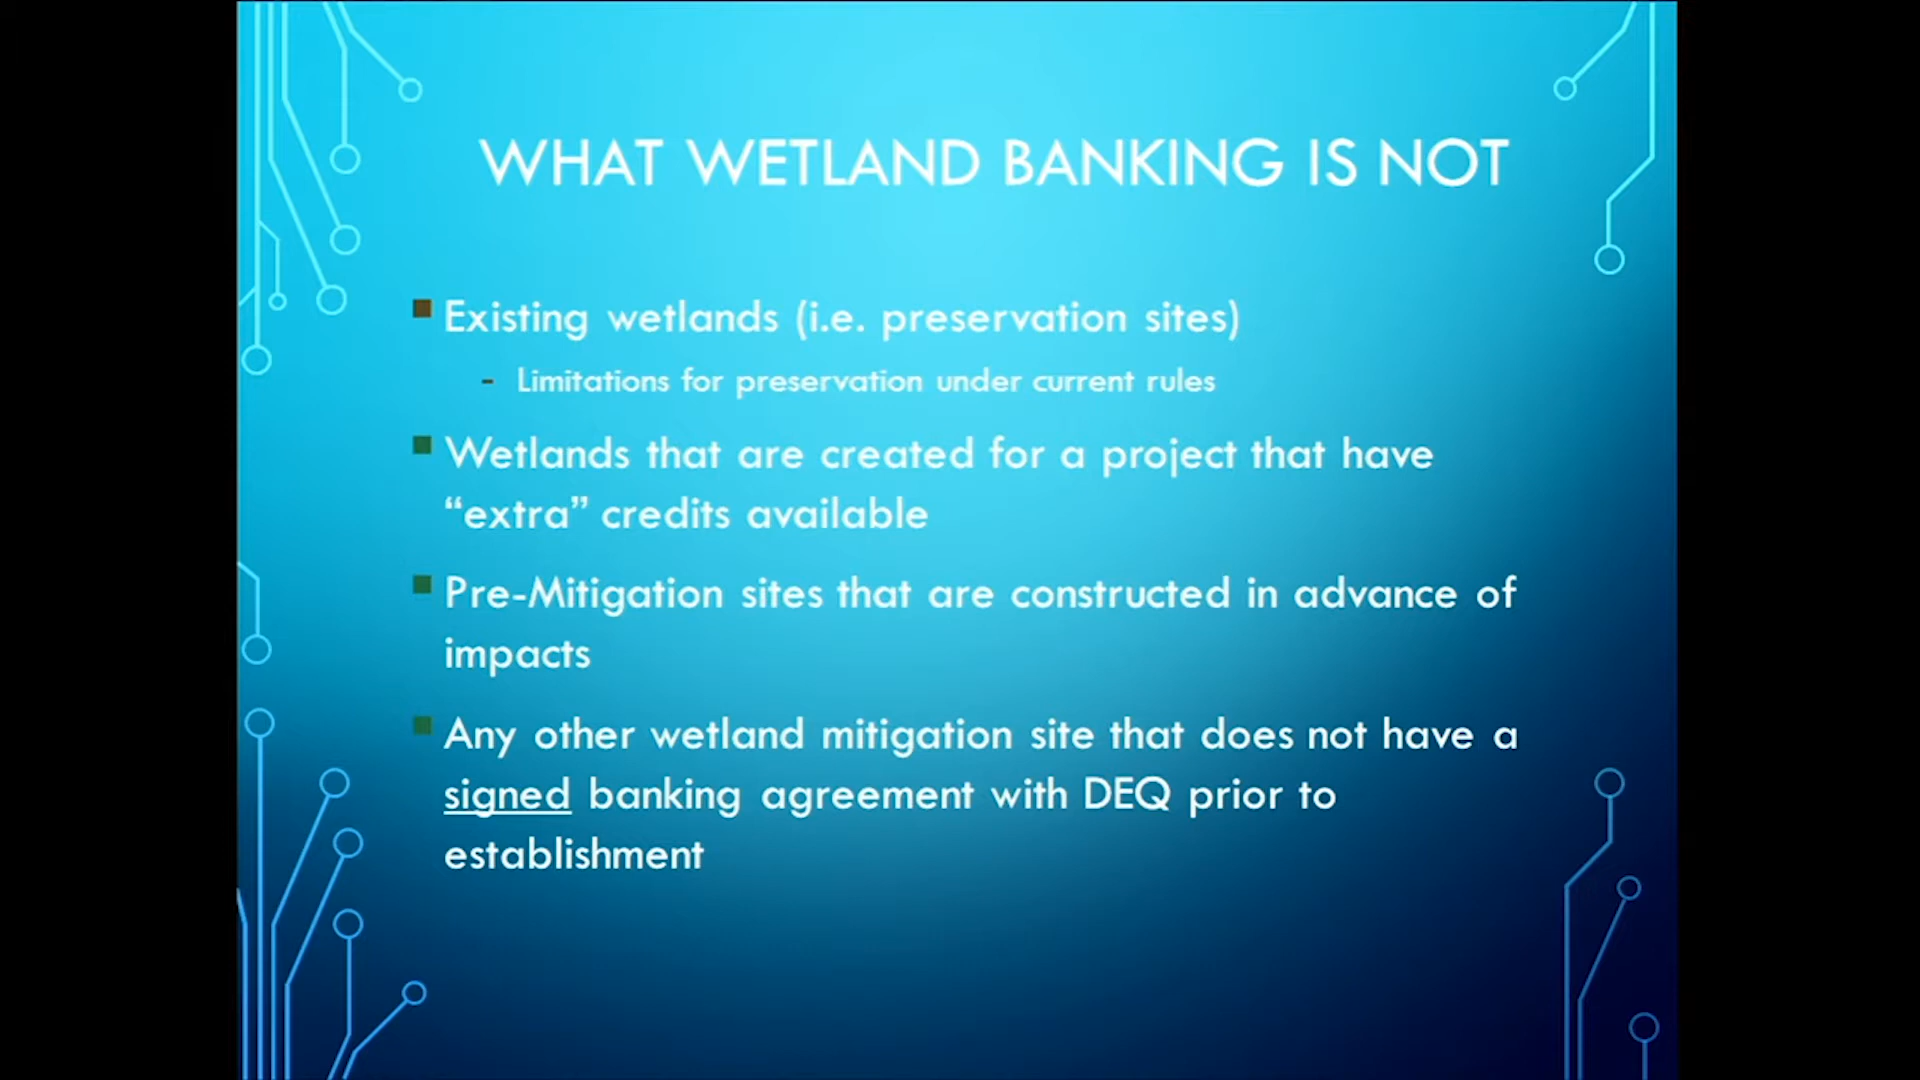 WHAT WETLAND BANKING IS NOT
Existing wetlands (i.e. preservation sites)
- Limitations for preservation under current rules
Wetlands that are created for a project that have
“extra” credits available
Pre-Mitigation sites that are constructed in advance of
impacts
Any other wetland mitigation site that does not have a
signed banking agreement with DEQ prior to
establishment